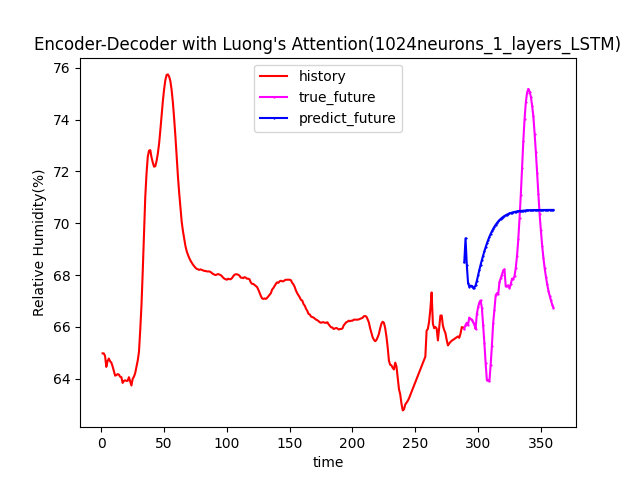 Encoder-Decoder with Luong's Attention(1024neurons_1_layers_LSTM)
history
true_future
predict_future
Relative Humidity(%)
76
74
72
70
68
66
64
0 50 100 150 200 250 300 350
time